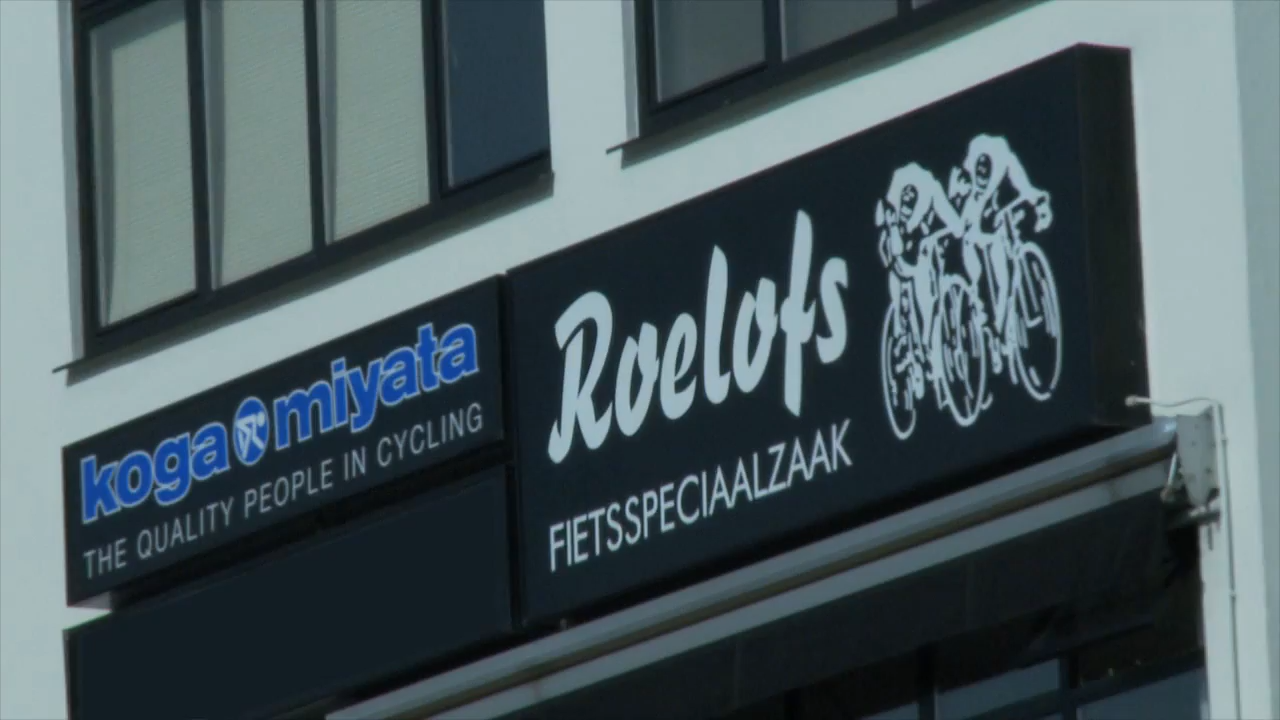 koga miyata
THE QUALITY PEOPLE IN CYCLING
Roelofs
FIETSSPECIAALZAAK